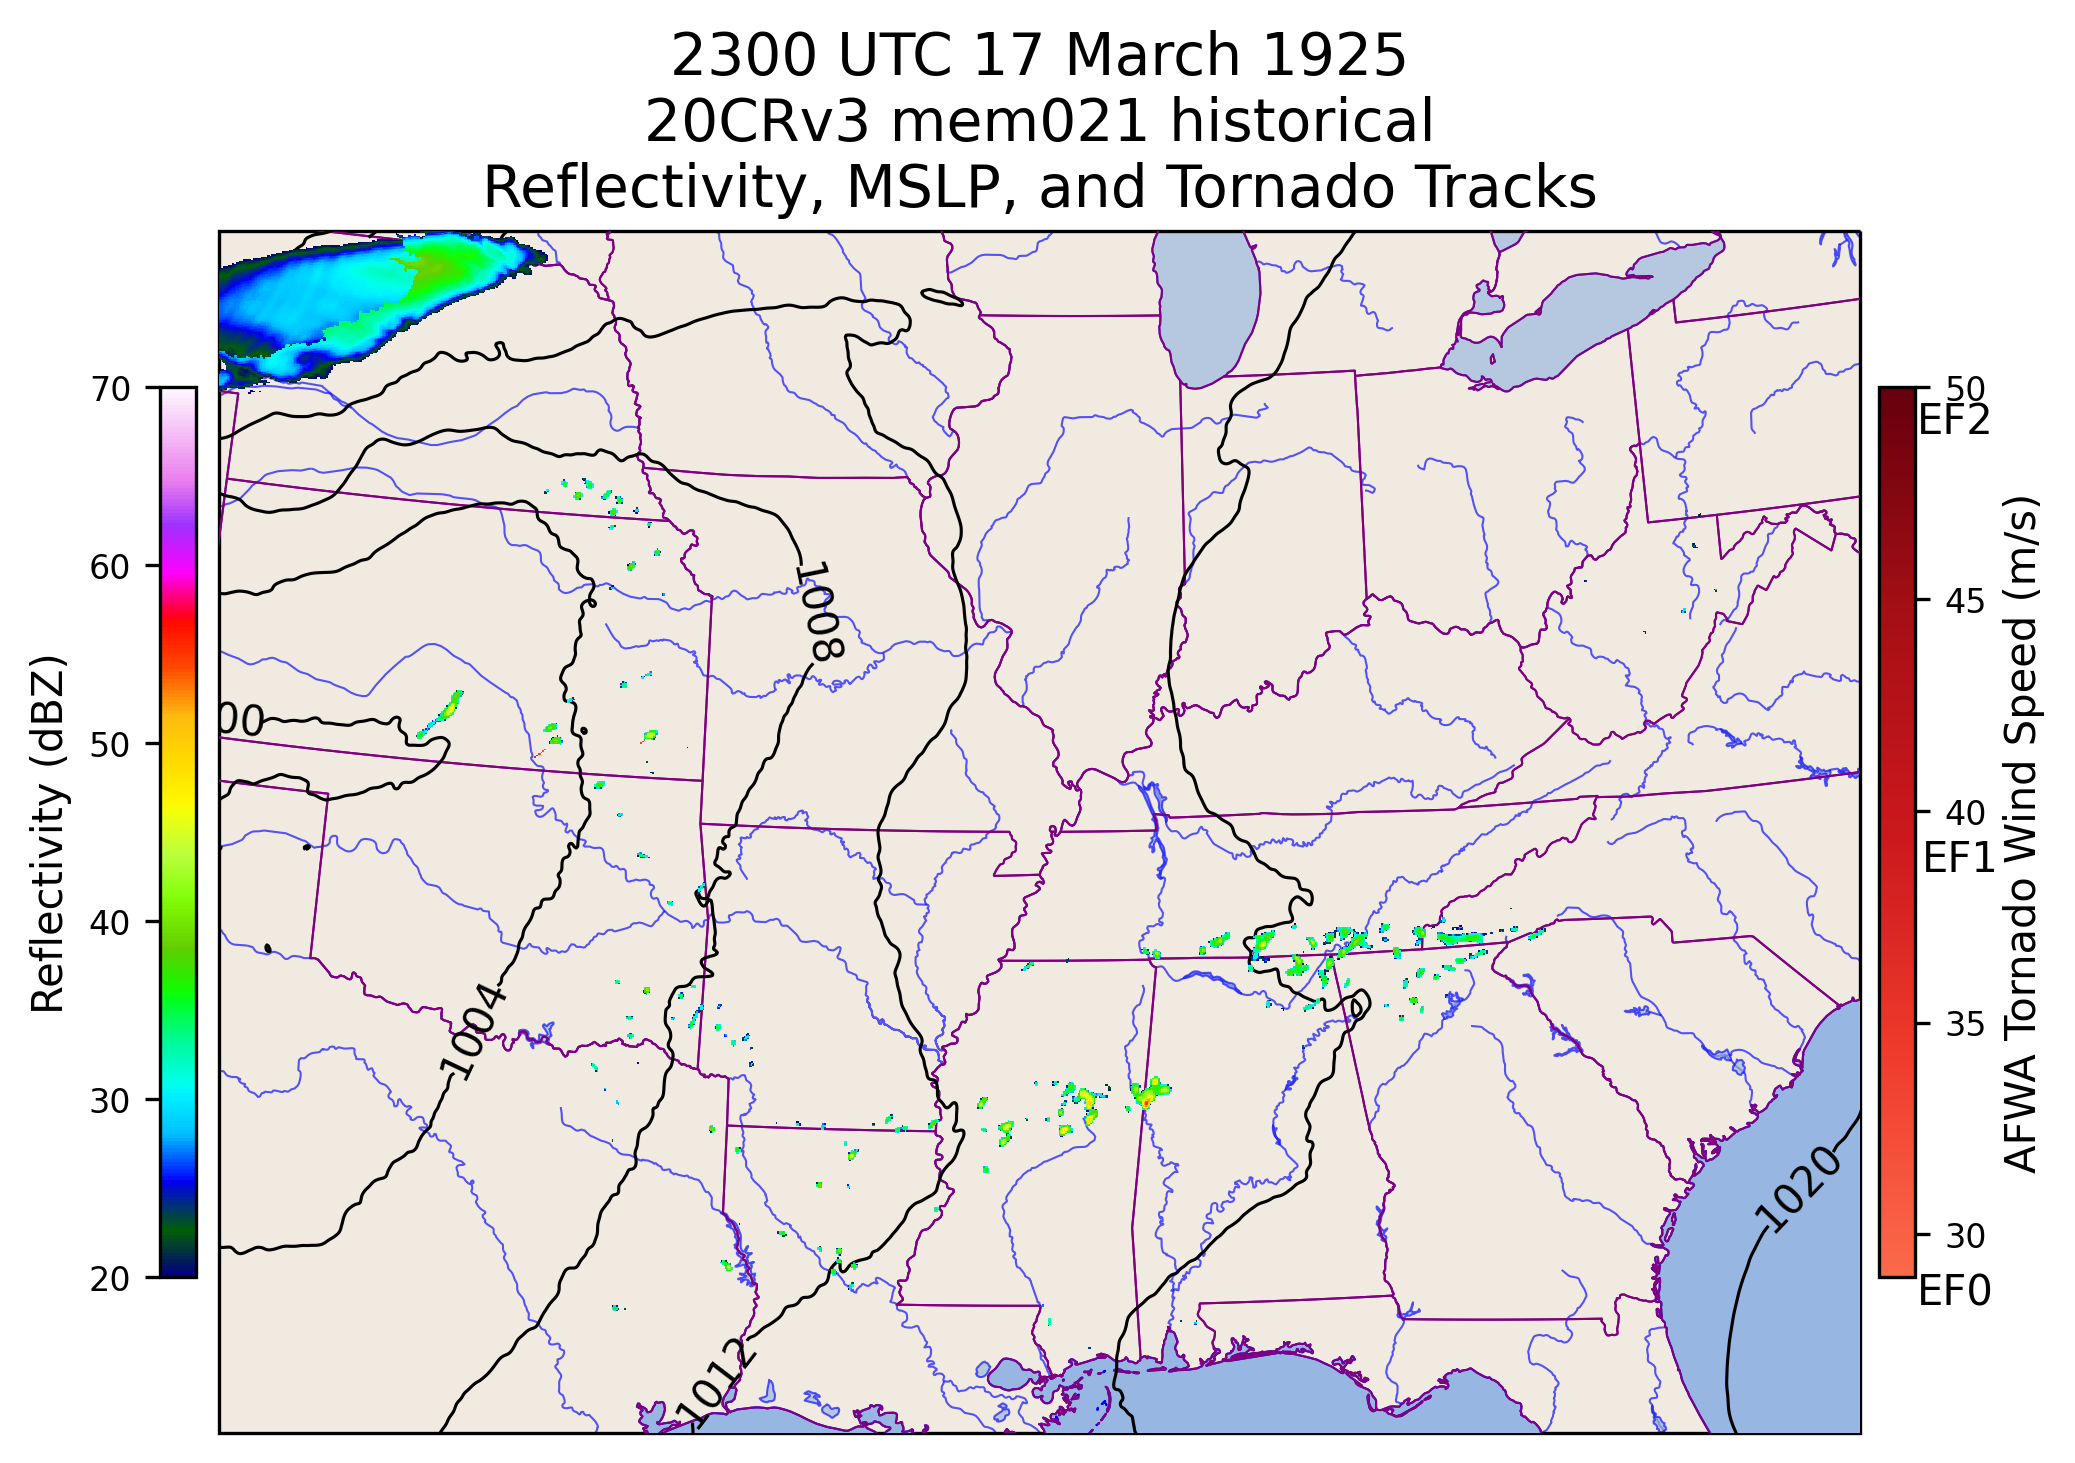 2300 UTC 17 March 1925
20CRv3 mem021 historical
Reflectivity, MSLP, and Tornado Tracks
70
60
50
40
30
20
Reflectivity (dBZ)
1008
00
1004
1012
1020
50
EF2
45
40
EF1
35
30
EF0
AFWA Tornado Wind Speed (m/s)